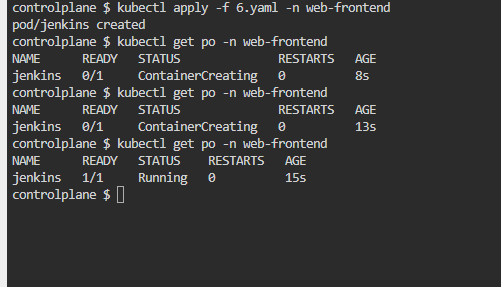 controlplane $ kubectl apply -f 6.yaml -n web-frontend
pod/jenkins created
controlplane $ kubectl get po -n web-frontend
NAME      READY   STATUS              RESTARTS   AGE
jenkins   0/1     ContainerCreating   0          8s
controlplane $ kubectl get po -n web-frontend
NAME      READY   STATUS              RESTARTS   AGE
jenkins   0/1     ContainerCreating   0          13s
controlplane $ kubectl get po -n web-frontend
NAME      READY   STATUS    RESTARTS   AGE
jenkins   1/1     Running   0          15s
controlplane $